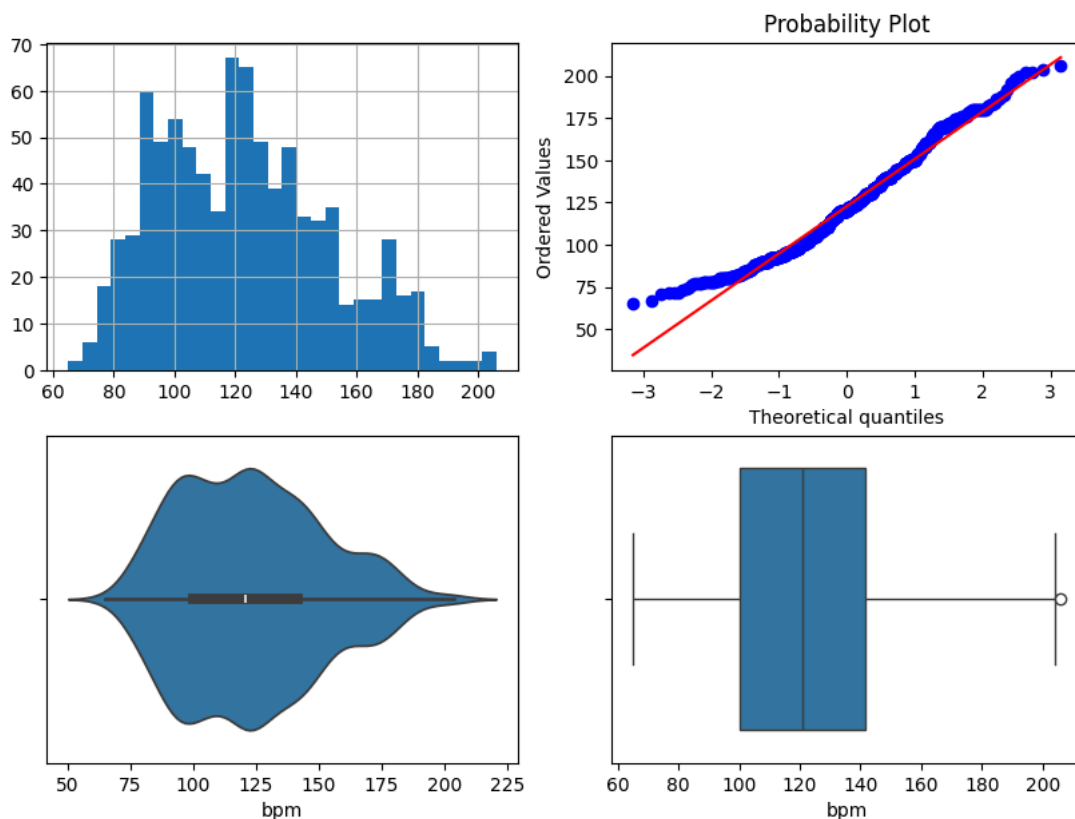 70
60
50
40
30
20
10
0
60 80 100 120 140 160 180 200
Probability Plot
Ordered Values
200
175
150
125
100
75
50
−3 −2 −1 0 1 2 3
Theoretical quantiles
50 75 100 125 150 175 200 225
bpm
60 80 100 120 140 160 180 200
bpm